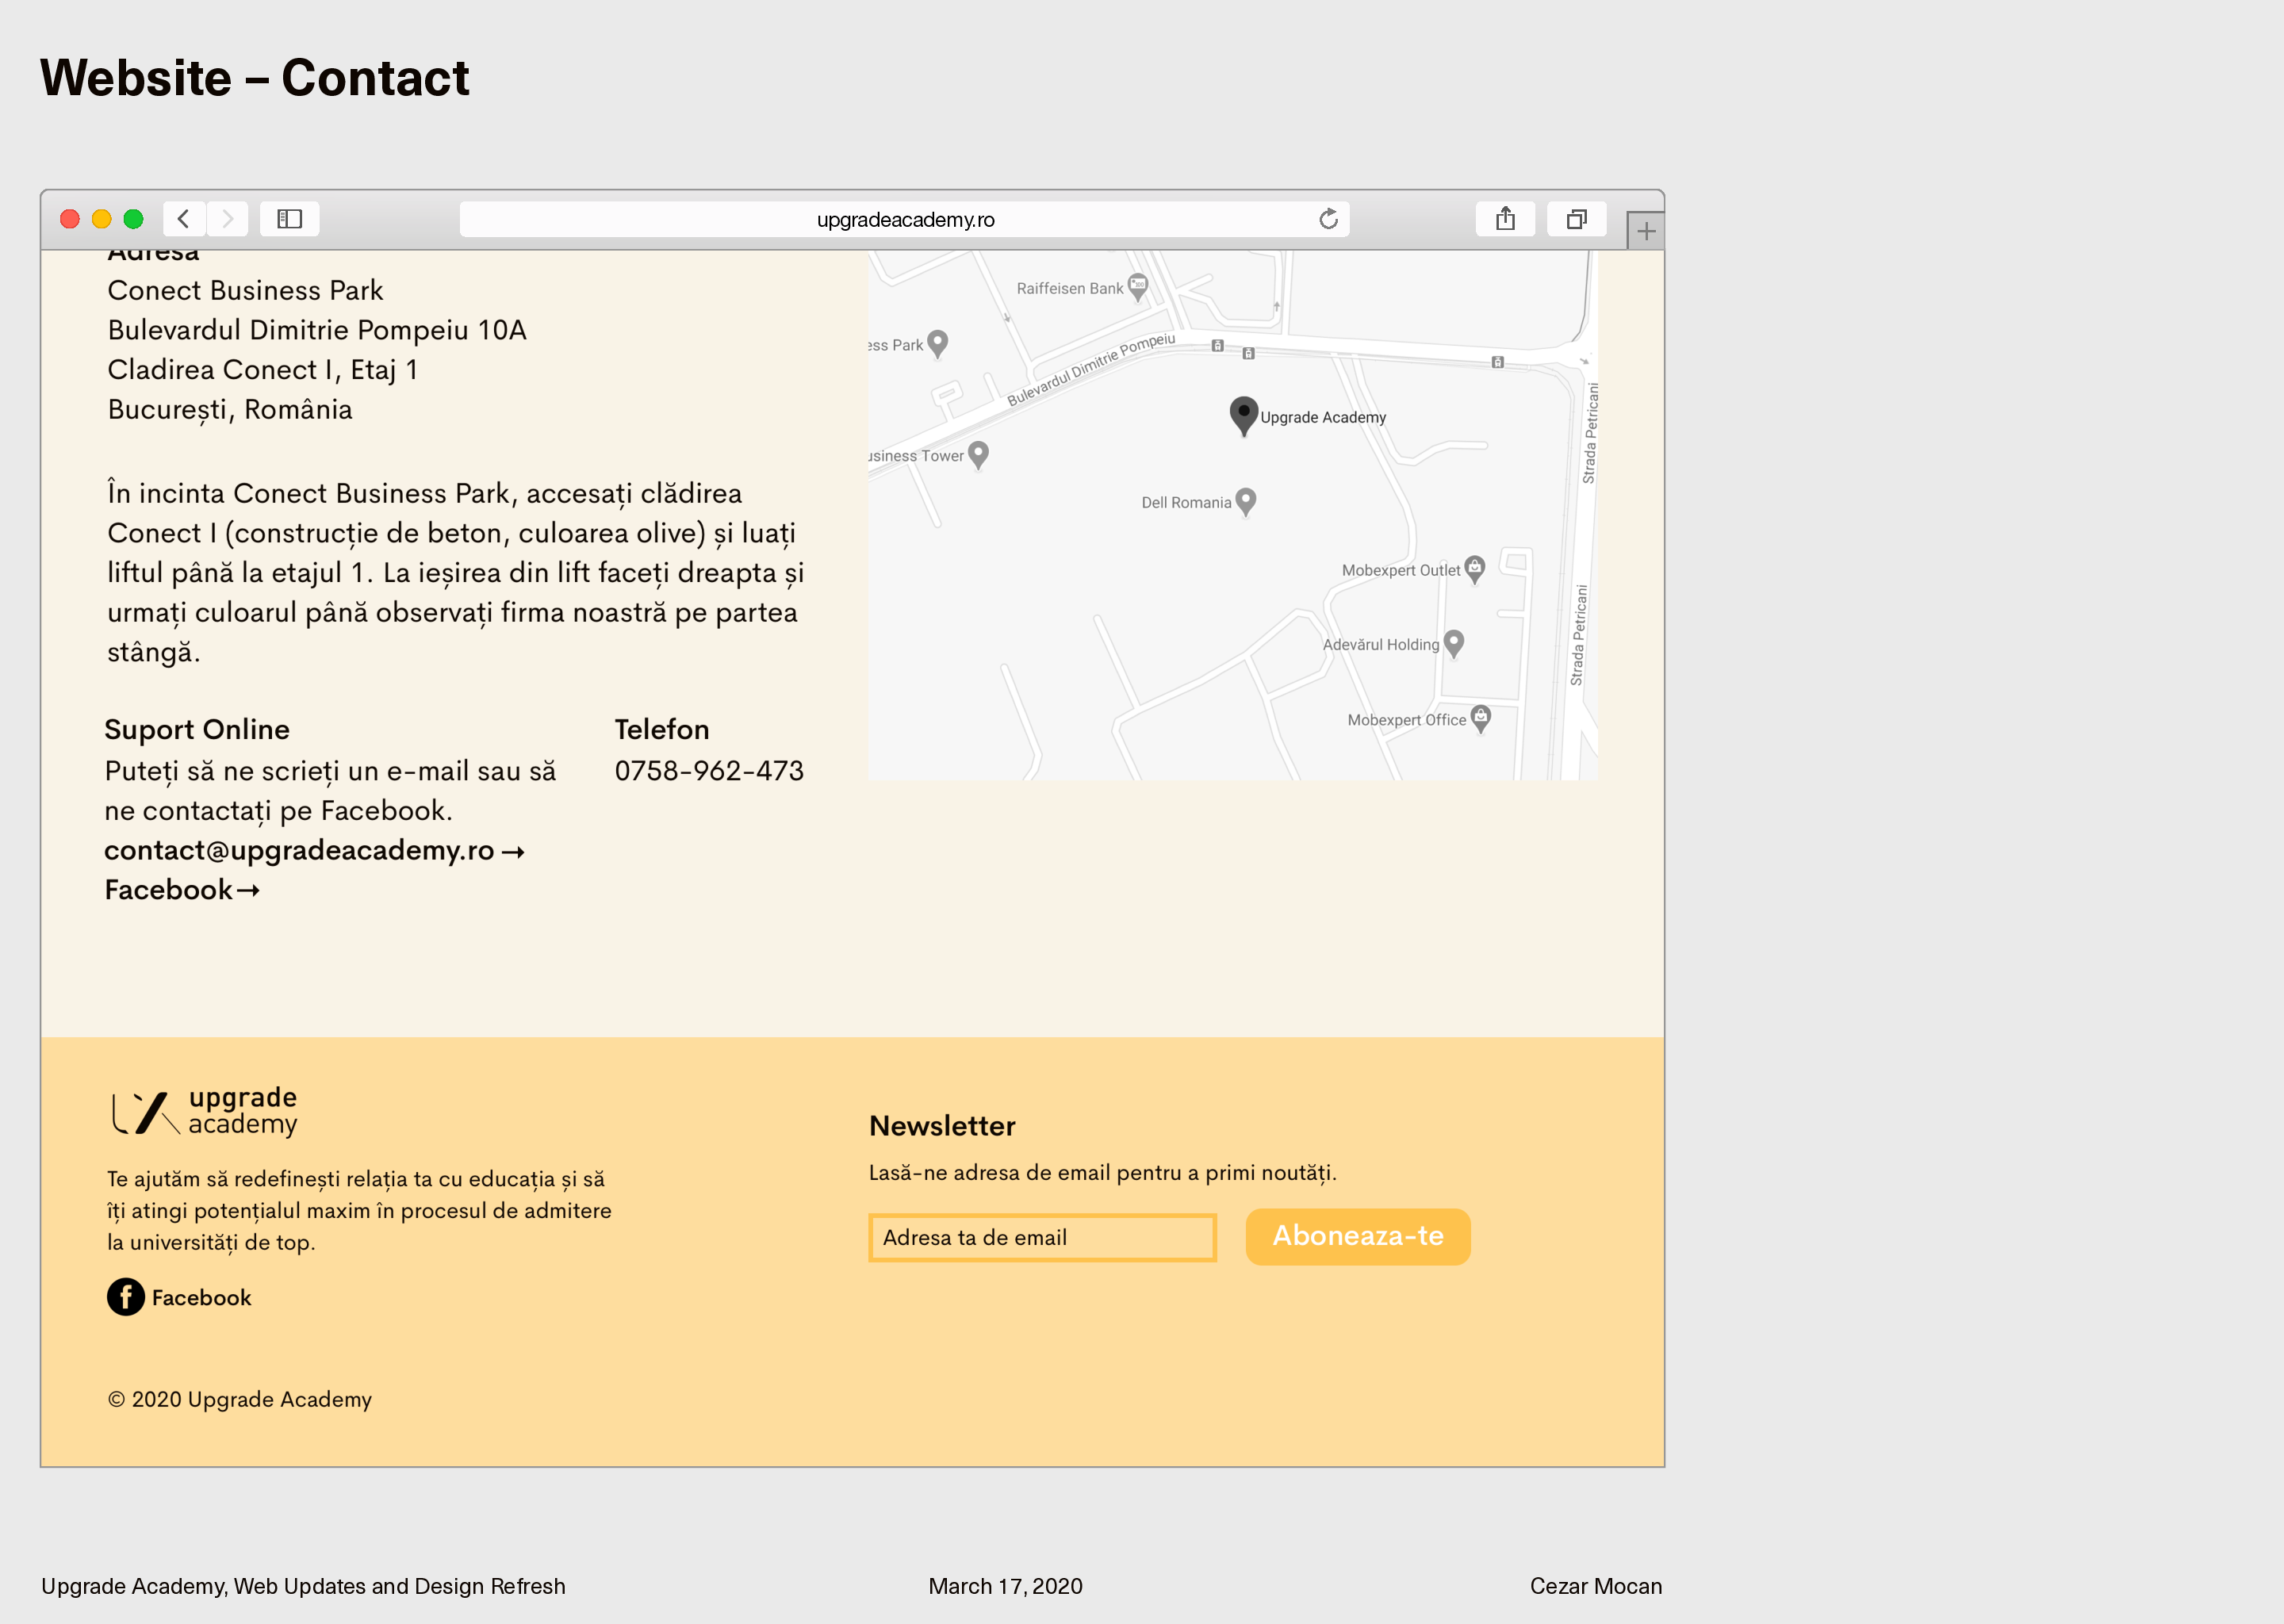 Website – Contact
upgradeacademy.ro
Adresa
Conect Business Park
Bulevardul Dimitrie Pompeiu 10A
Cladirea Conect I, Etaj 1
București, România
În incinta Conect Business Park, accesați clădirea
Conect I (construcție de beton, culoarea olive) și luați
liftul până la etajul 1. La ieșirea din lift faceți dreapta și
urmați culoarul până observați firma noastră pe partea
stângă.
Suport Online
Puteți să ne scrieți un e-mail sau să
ne contactați pe Facebook.
contact@upgradeacademy.ro →
Facebook→
Telefon
0758-962-473
Raiffeisen Bank
ess Park
Bulevardul Dimitrie Pompeiu
Upgrade Academy
usiness Tower
Dell Romania
Strada Petricani
Mobexpert Outlet
Adevărul Holding
Strada Petricani
Mobexpert Office
upgrade
academy
Te ajutăm să redefinești relația ta cu educația și să
îți atingi potențialul maxim în procesul de admitere
la universități de top.
Facebook
© 2020 Upgrade Academy
Newsletter
Lasă-ne adresa de email pentru a primi noutăți.
Adresa ta de email
Aboneaza-te
Upgrade Academy, Web Updates and Design Refresh
March 17, 2020
Cezar Mocan